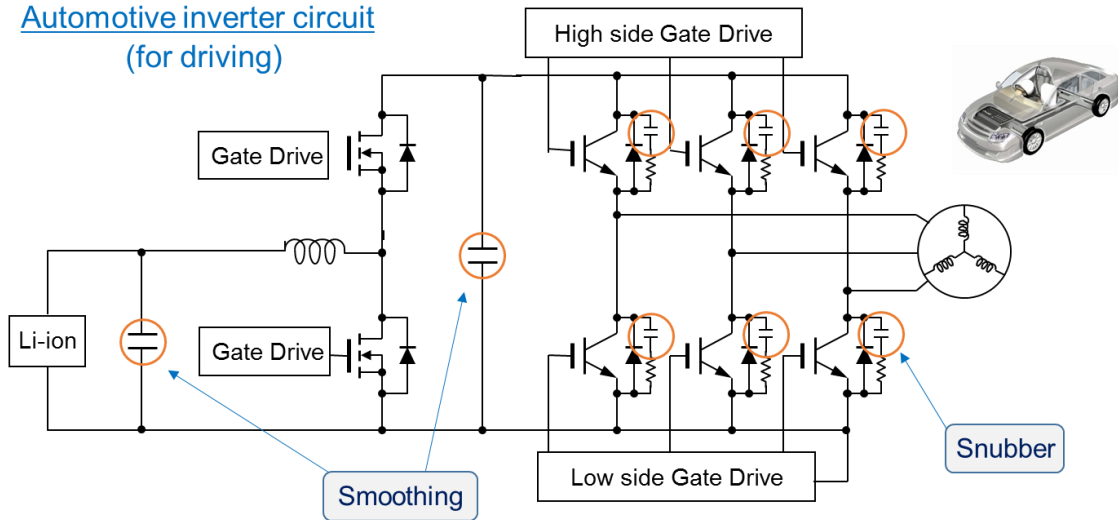 Automotive inverter circuit
(for driving)
High side Gate Drive
Gate Drive
Li-ion
Gate Drive
Smoothing
Low side Gate Drive
Snubber